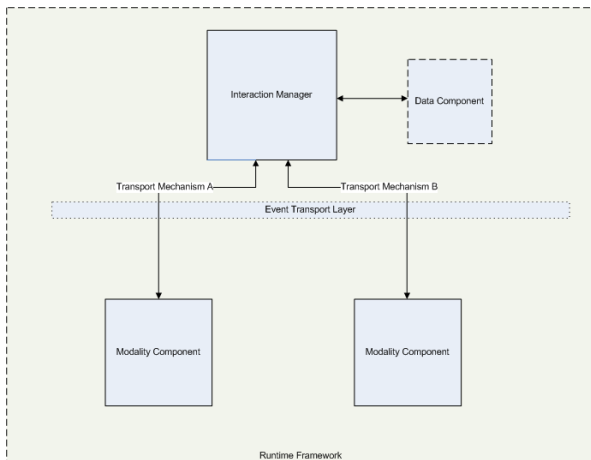 Interaction Manager
Data Component
Transport Mechanism A
Transport Mechanism B
Event Transport Layer
Modality Component
Modality Component
Runtime Framework